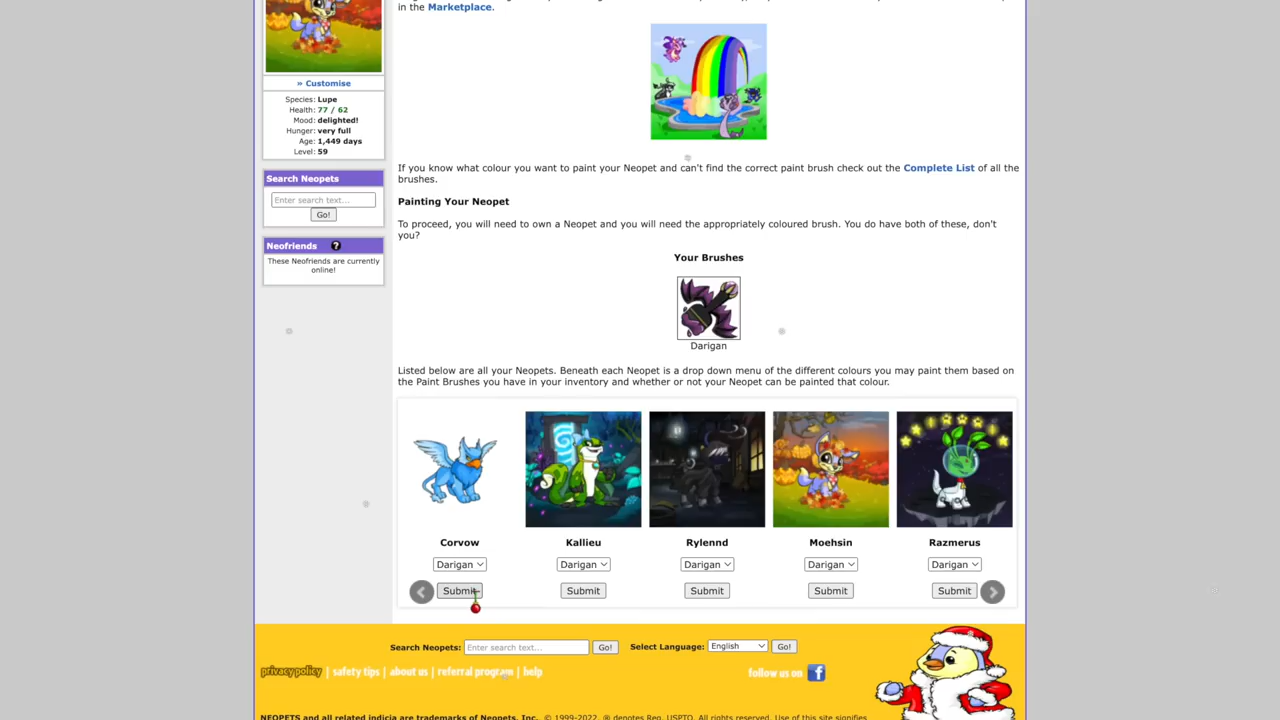 in the Marketplace.
» Customise
Species: Lupe
Health: 77 / 62
Mood: delighted!
Hunger: very full
Age: 1,449 days
Level: 59
Search Neopets
Enter search text...
Go!
Neofriends ?
These Neofriends are currently
online!
If you know what colour you want to paint your Neopet and can't find the correct paint brush check out the Complete List of all the
brushes.
Painting Your Neopet
To proceed, you will need to own a Neopet and you will need the appropriately coloured brush. You do have both of these, don't
you?
Your Brushes
Darigan
Listed below are all your Neopets. Beneath each Neopet is a drop down menu of the different colours you may paint them based on
the Paint Brushes you have in your inventory and whether or not your Neopet can be painted that colour.
Corvow Kallieu Rylennd Moehsin Razmerus
Darigan Darigan Darigan Darigan Darigan
Submit Submit Submit Submit Submit
Search Neopets: Enter search text... Go! Select Language: English Go!
privacy policy | safety tips | about us | referral program | help
follow us on f
NEOPETS and all related indicia are trademarks of Neopets, Inc., © 1999-2022. ® denotes Reg. USPTO. All rights reserved. Use of this site signifies